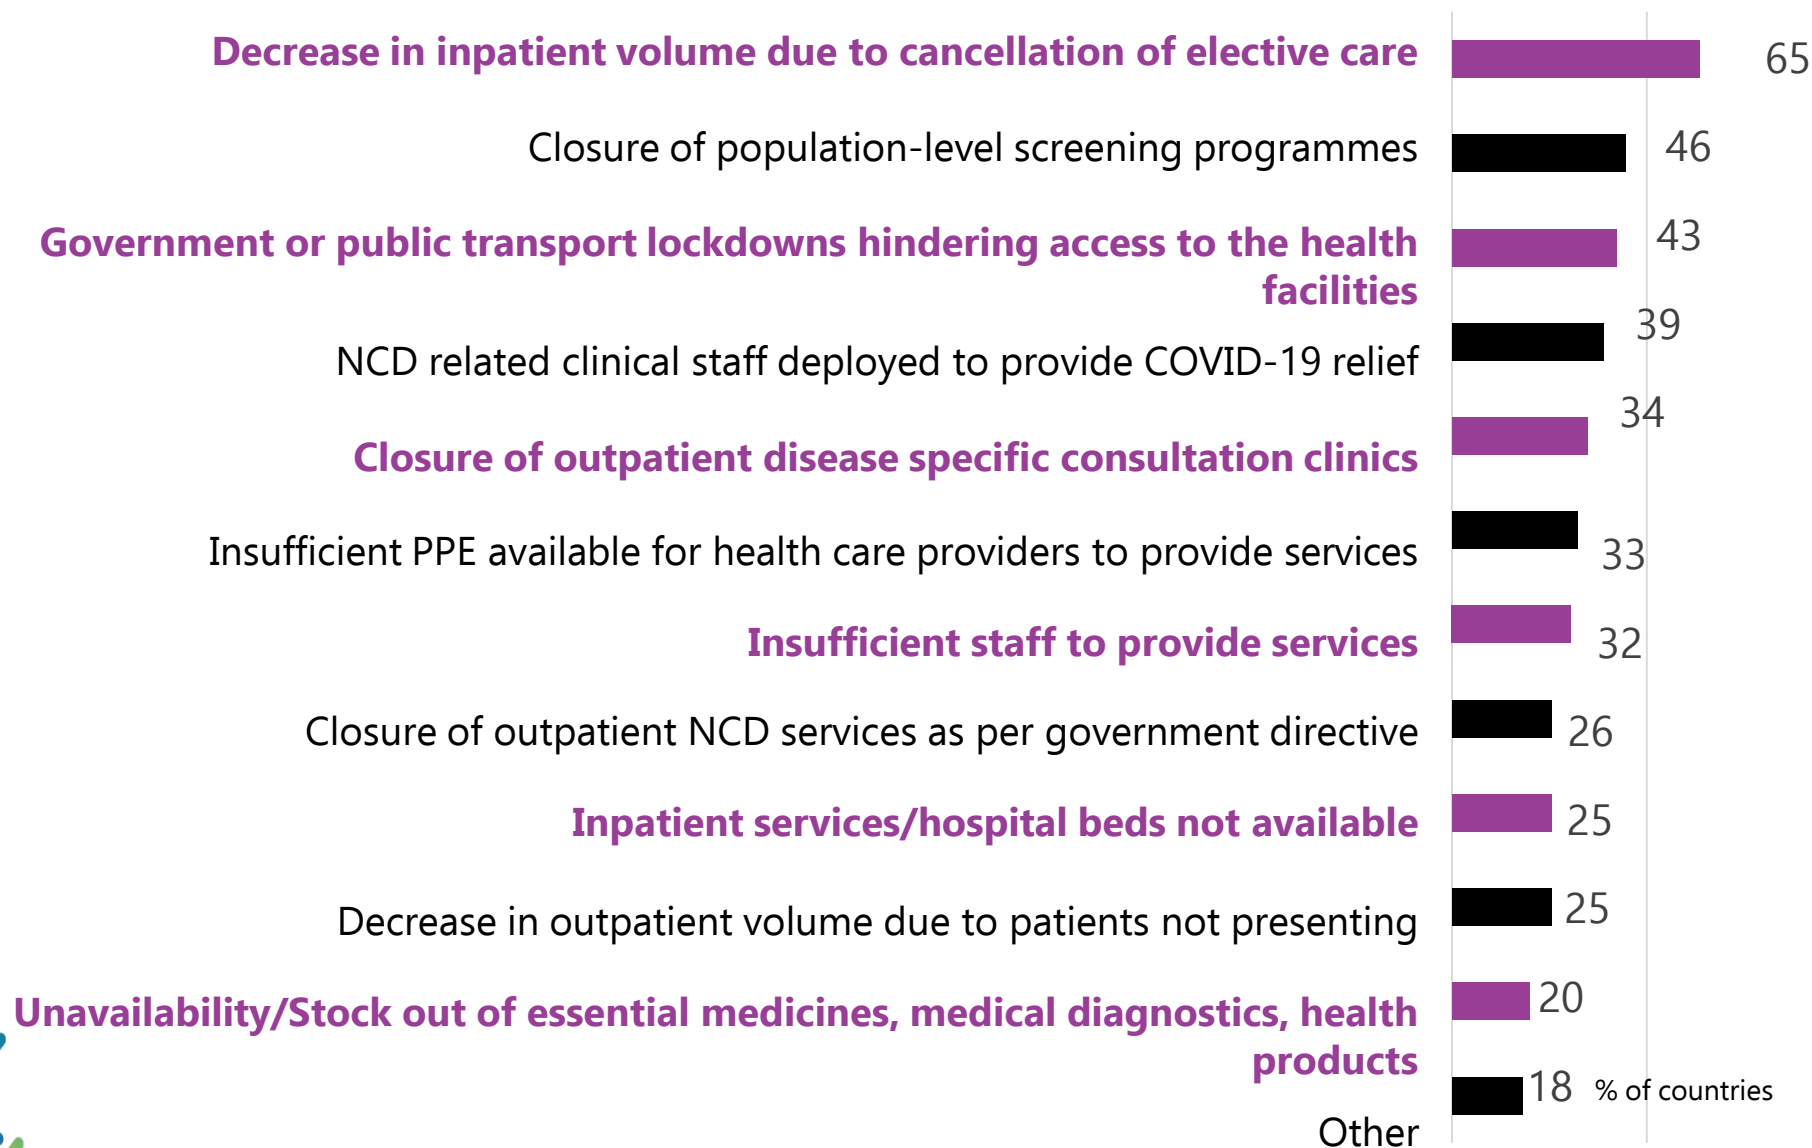 Decrease in inpatient volume due to cancellation of elective care 65
Closure of population-level screening programmes 46
Government or public transport lockdowns hindering access to the health 43
facilities
NCD related clinical staff deployed to provide COVID-19 relief 39
Closure of outpatient disease specific consultation clinics 34
Insufficient PPE available for health care providers to provide services 33
Insufficient staff to provide services 32
Closure of outpatient NCD services as per government directive 26
Inpatient services/hospital beds not available 25
Decrease in outpatient volume due to patients not presenting 25
Unavailability/Stock out of essential medicines, medical diagnostics, health 20
products
Other 18 % of countries